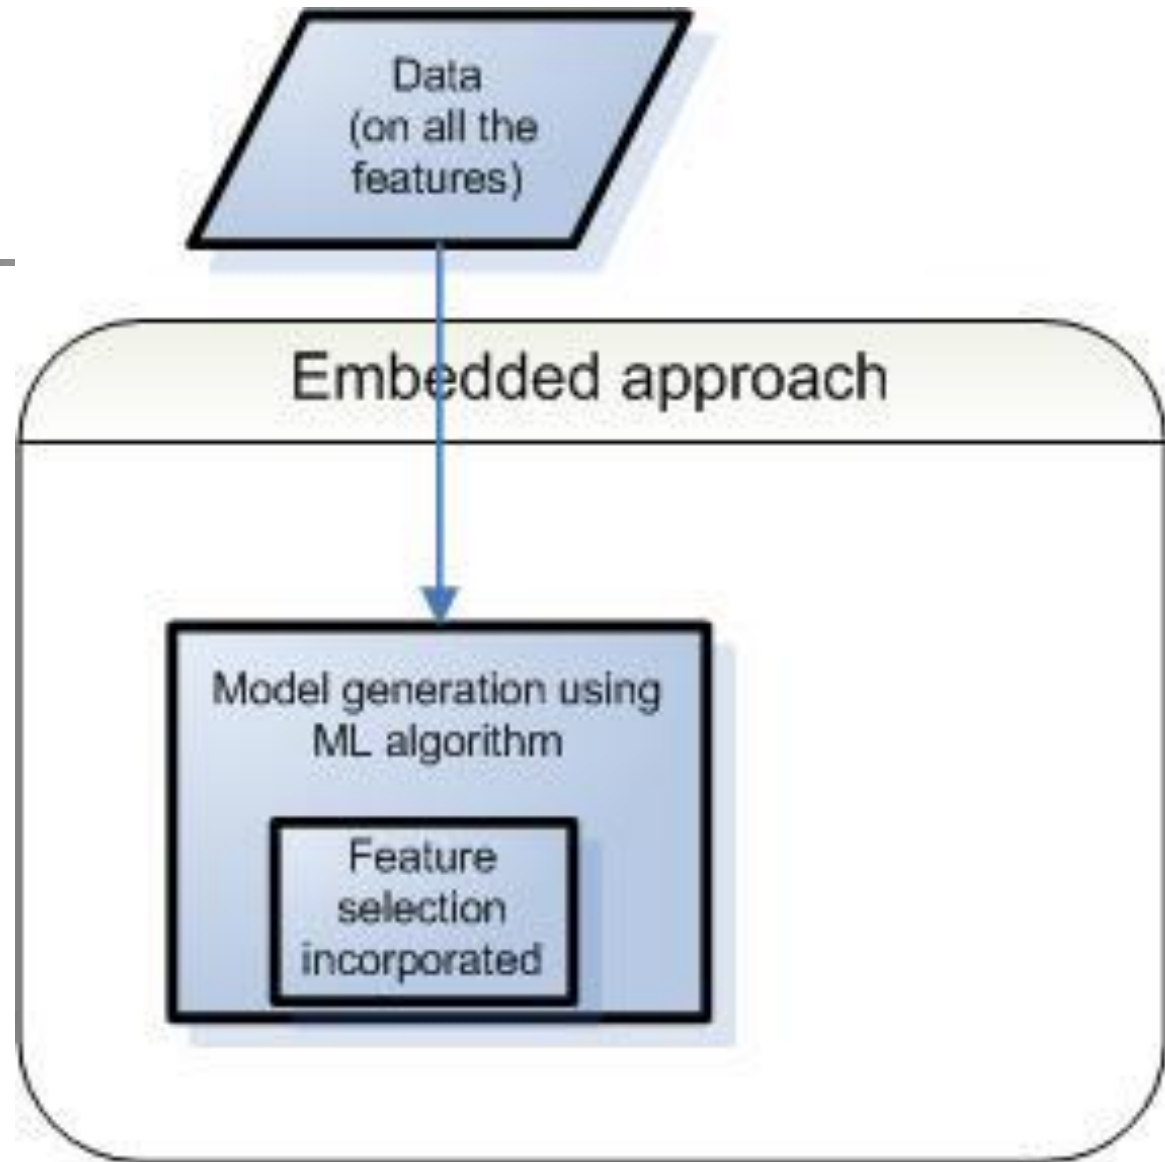 Data
(on all the
features)
Embedded approach
Model generation using
ML algorithm
Feature
selection
incorporated